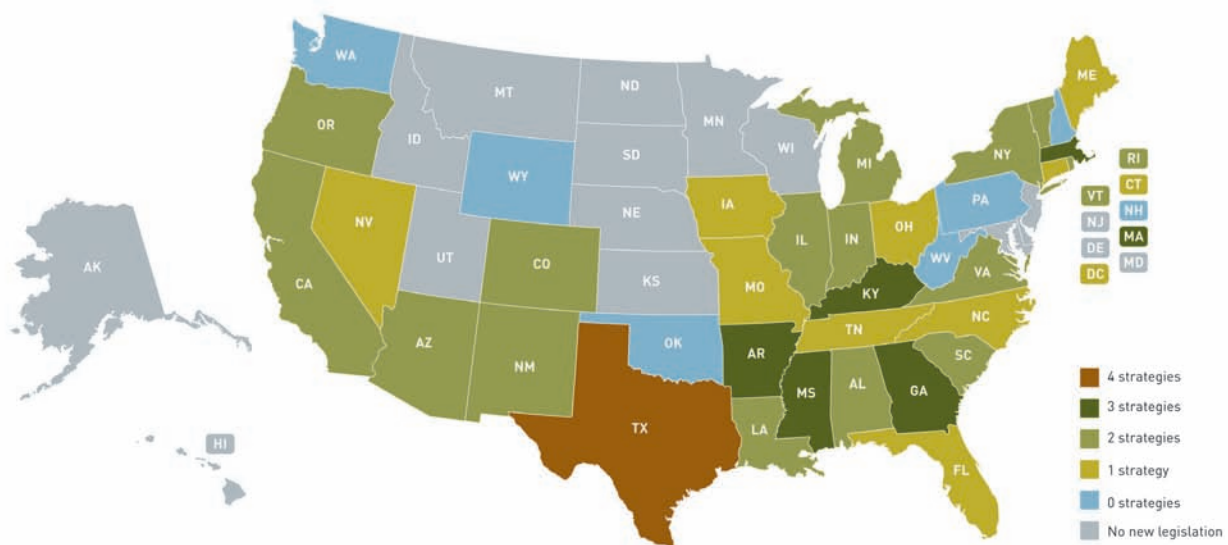 WA
MT
ND
MN
ME
OR
ID
SD
WI
MI
NY
WY
NE
IA
PA
NV
UT
CO
IL
IN
OH
WV
VA
CA
KS
MO
KY
AK
AZ
NM
OK
AR
TN
NC
SC
MS
AL
GA
TX
LA
FL
HI
RI
VT
CT
NJ
NH
DE
MA
DC
MD
4 strategies
3 strategies
2 strategies
1 strategy
0 strategies
No new legislation